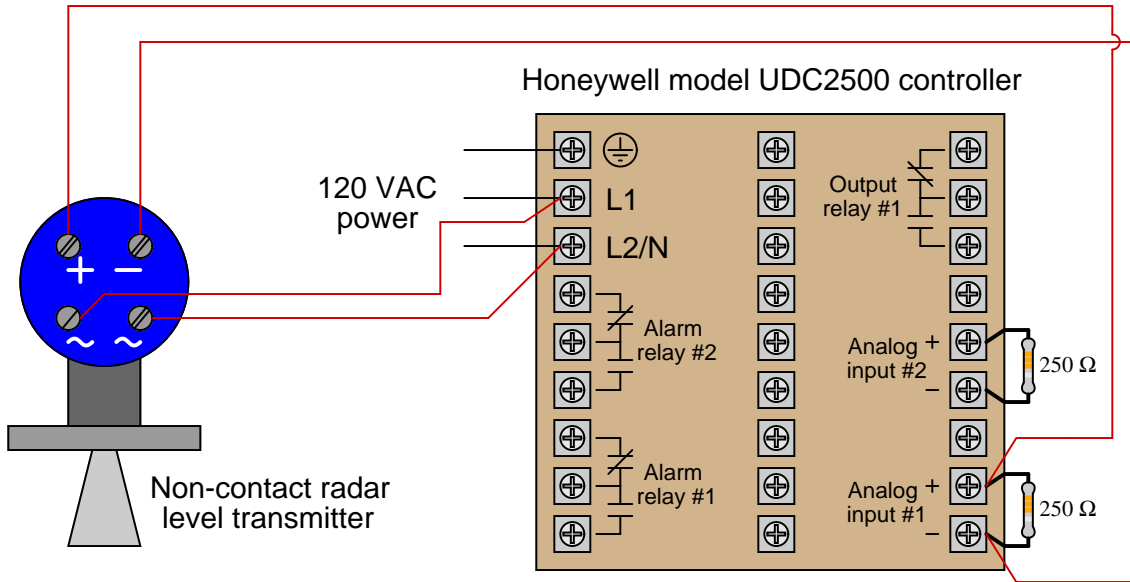 Honeywell model UDC2500 controller
120 VAC
power
L1
L2/N
Output
relay #1
+ −
∼ ∼
Alarm
relay #2
Analog +
input #2
−
250 Ω
Non-contact radar
level transmitter
Alarm
relay #1
Analog +
input #1
−
250 Ω